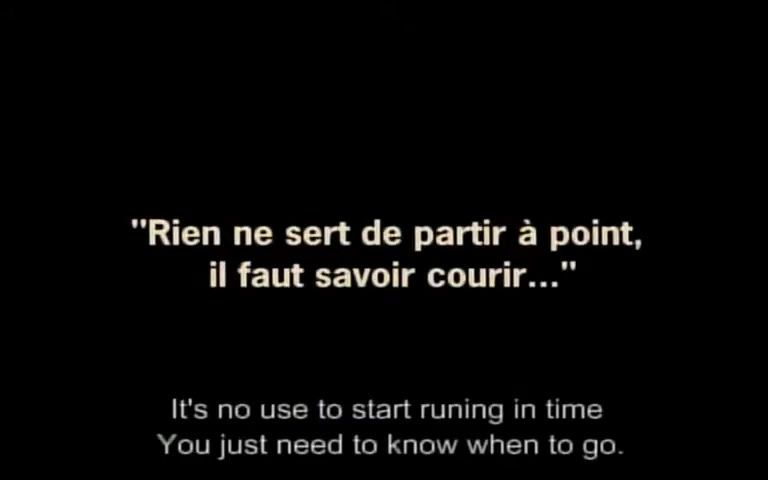 "Rien ne sert de partir à point,
il faut savoir courir..."
It's no use to start runing in time
You just need to know when to go.